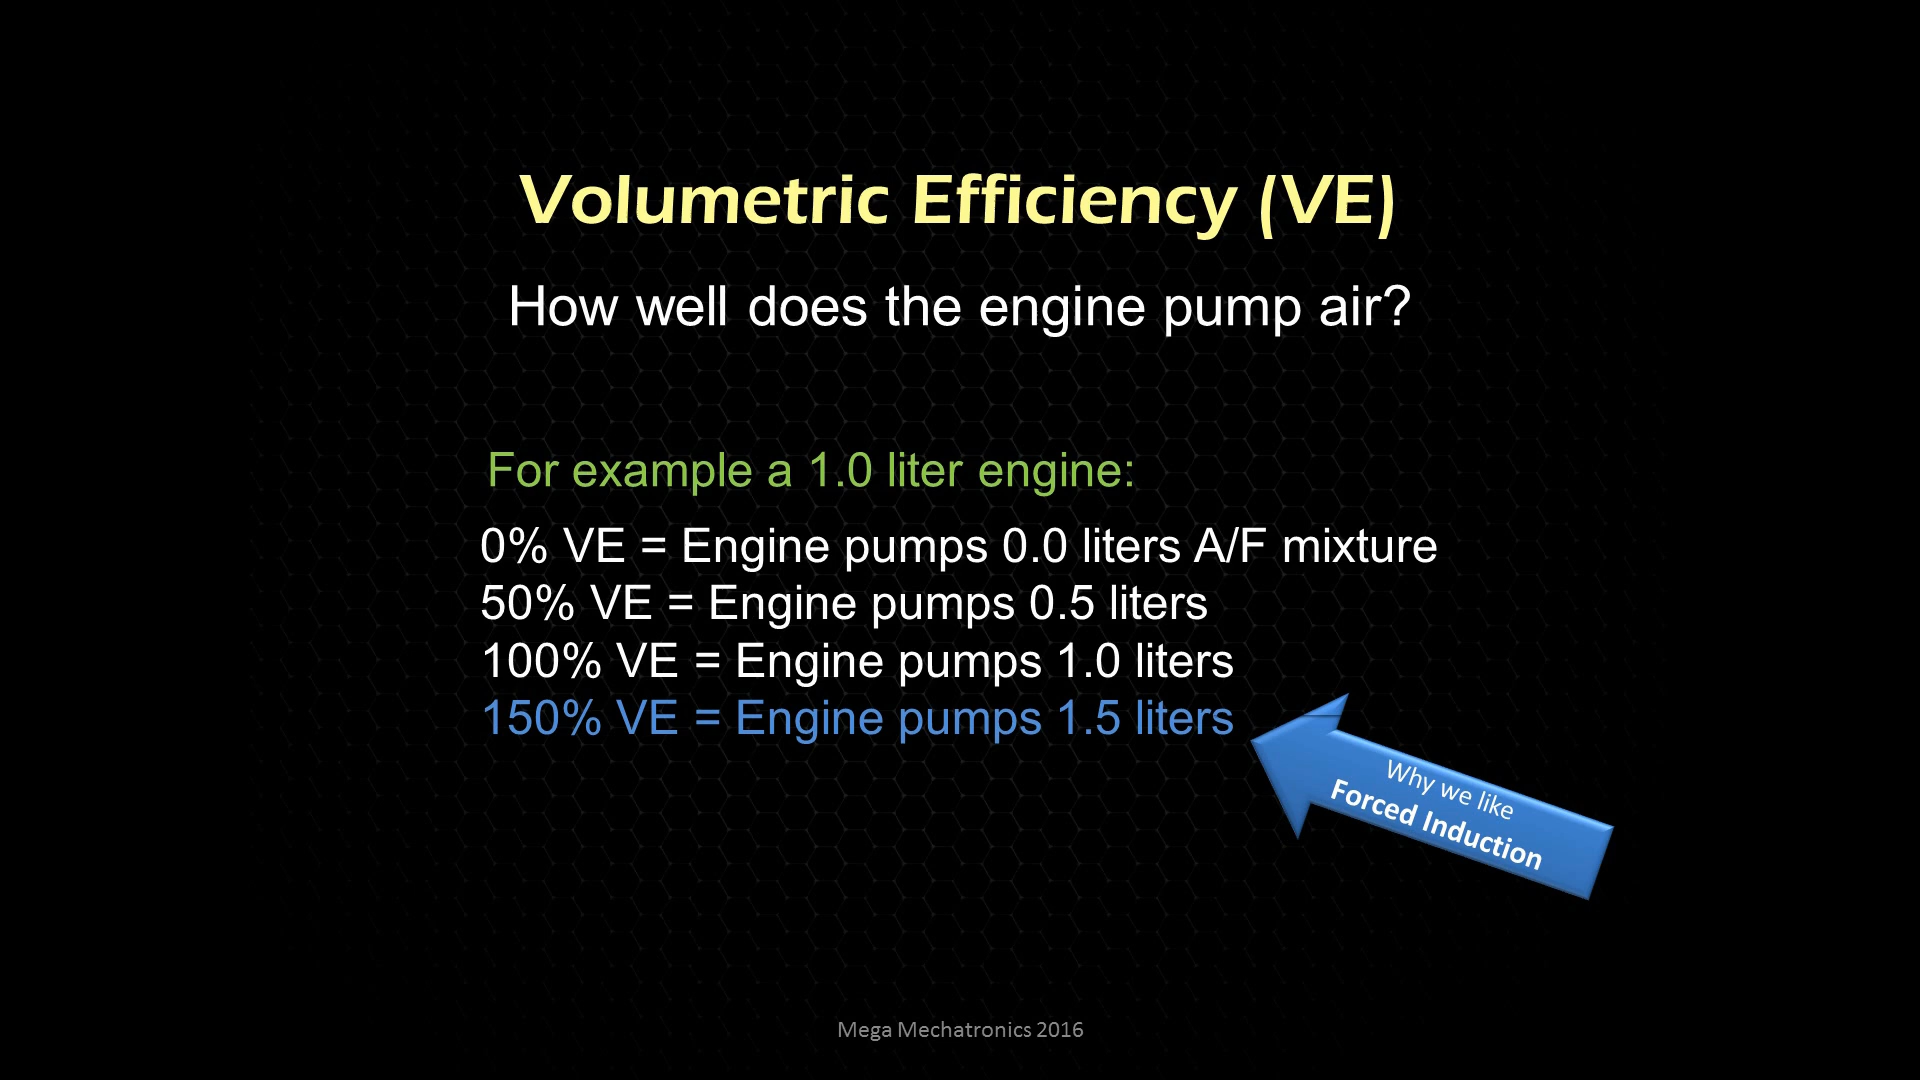 Volumetric Efficiency (VE)
How well does the engine pump air?
For example a 1.0 liter engine:
0% VE = Engine pumps 0.0 liters A/F mixture
50% VE = Engine pumps 0.5 liters
100% VE = Engine pumps 1.0 liters
150% VE = Engine pumps 1.5 liters
Why we like
Forced Induction
Mega Mechatronics 2016